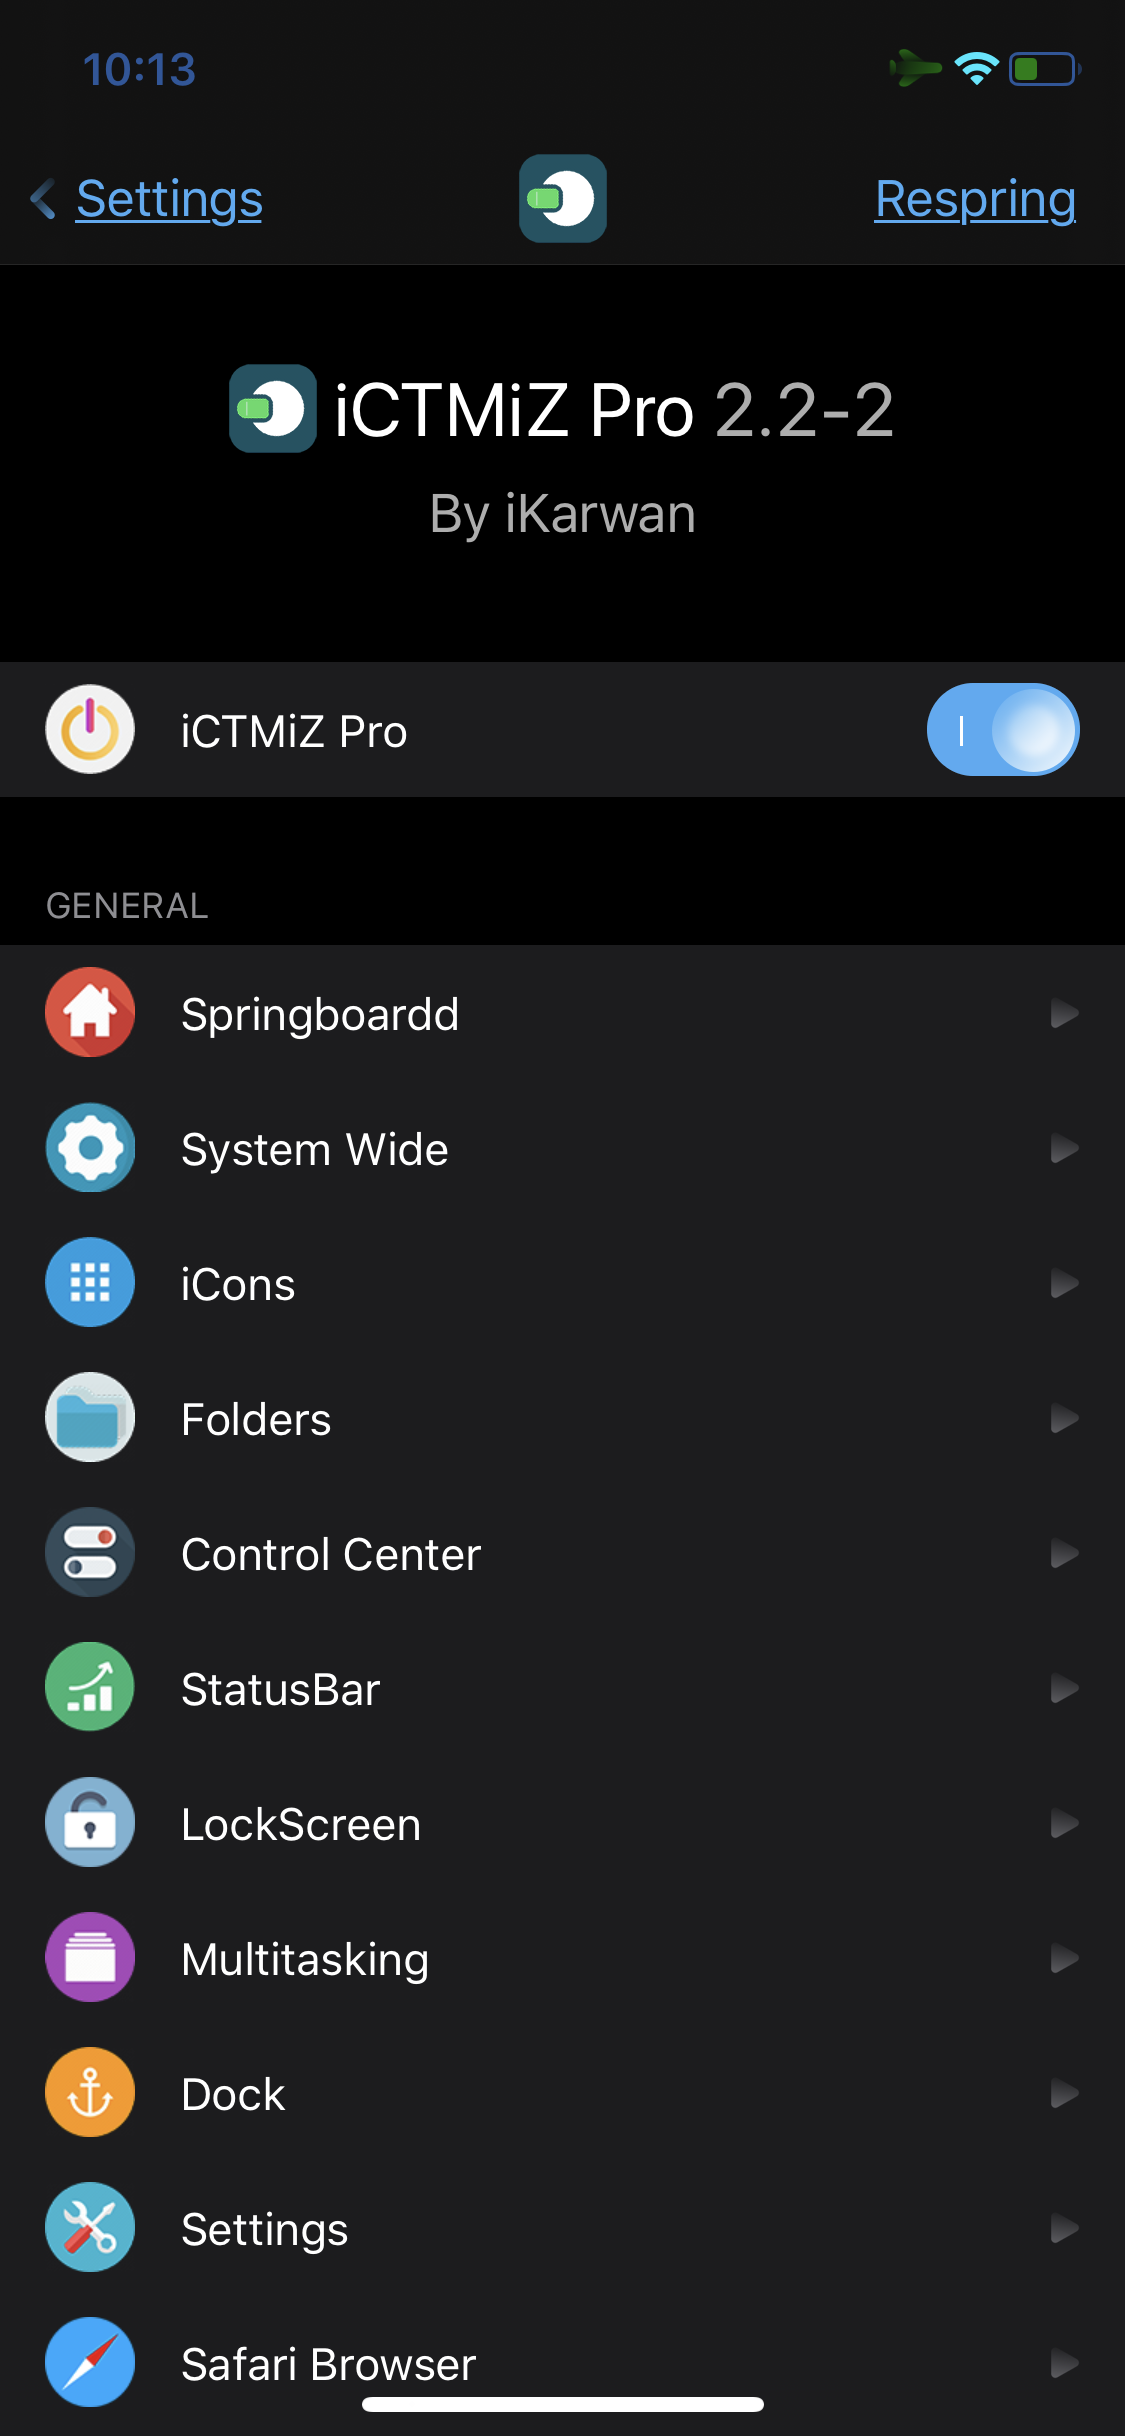 10:13
Settings
Respring
iCTMiZ Pro 2.2-2
By iKarwan
iCTMiZ Pro
GENERAL
Springboardd
System Wide
iCons
Folders
Control Center
StatusBar
LockScreen
Multitasking
Dock
Settings
Safari Browser